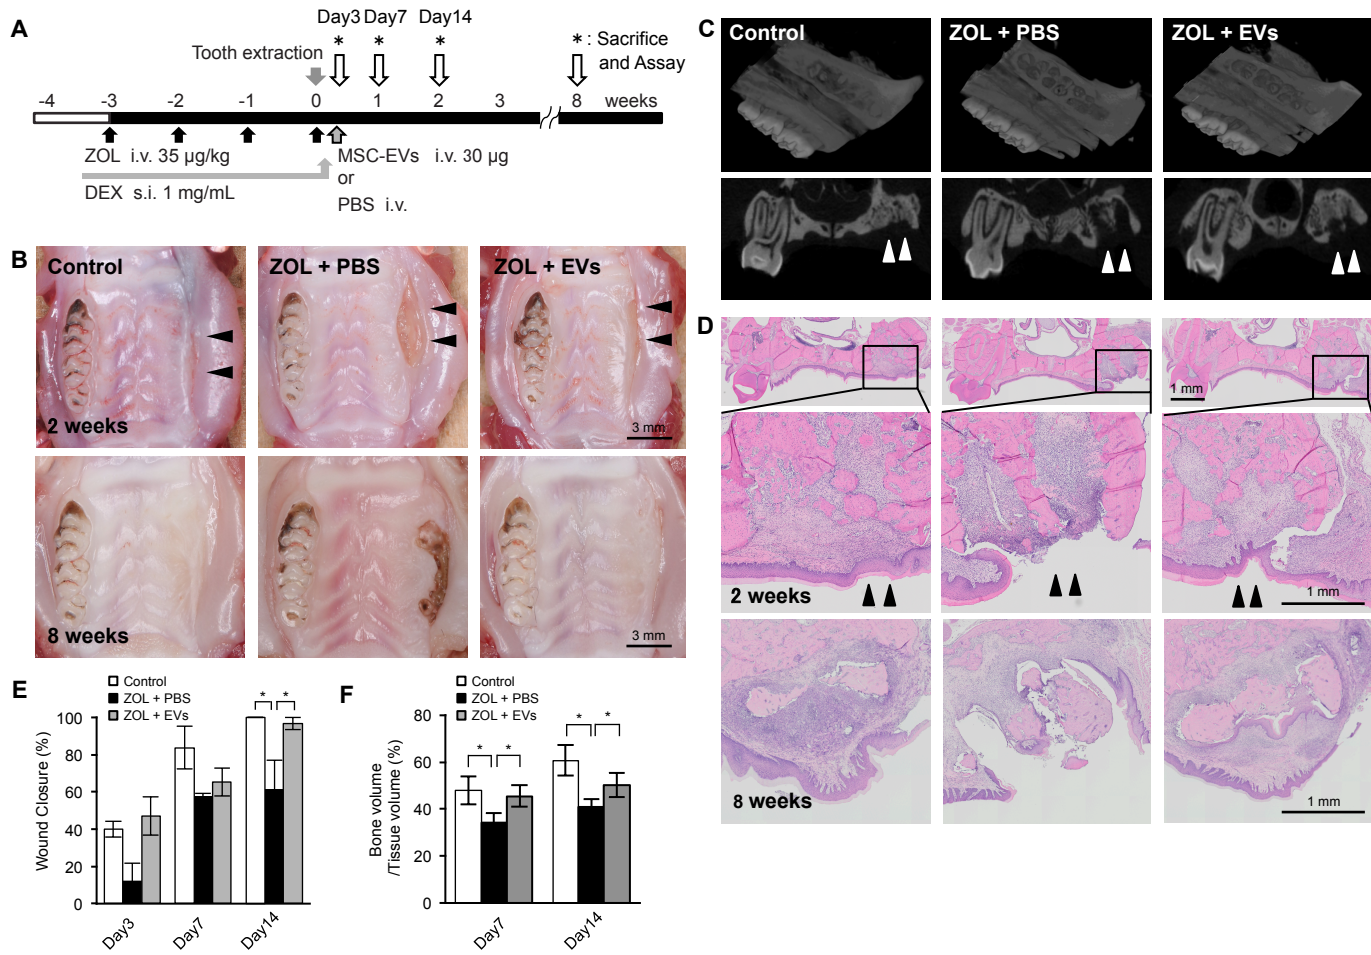 A
Day3 Day7 Day14
* * * *: Sacrifice
and Assay
Tooth extraction
-4 -3 -2 -1 0 1 2 3 8 weeks
ZOL i.v. 35 µg/kg
DEX s.i. 1 mg/mL
MSC-EVs i.v. 30 µg
or
PBS i.v.
B
Control ZOL + PBS ZOL + EVs
2 weeks
3 mm
8 weeks
3 mm
C
Control ZOL + PBS ZOL + EVs
D
1 mm
2 weeks
1 mm
8 weeks
1 mm
E
Control
ZOL + PBS
ZOL + EVs
* *
Wound Closure (%)
100
80
60
40
20
0
Day3 Day7 Day14
F
Control
ZOL + PBS
ZOL + EVs
* * * *
Bone volume
/Tissue volume (%)
80
60
40
20
0
Day7 Day14